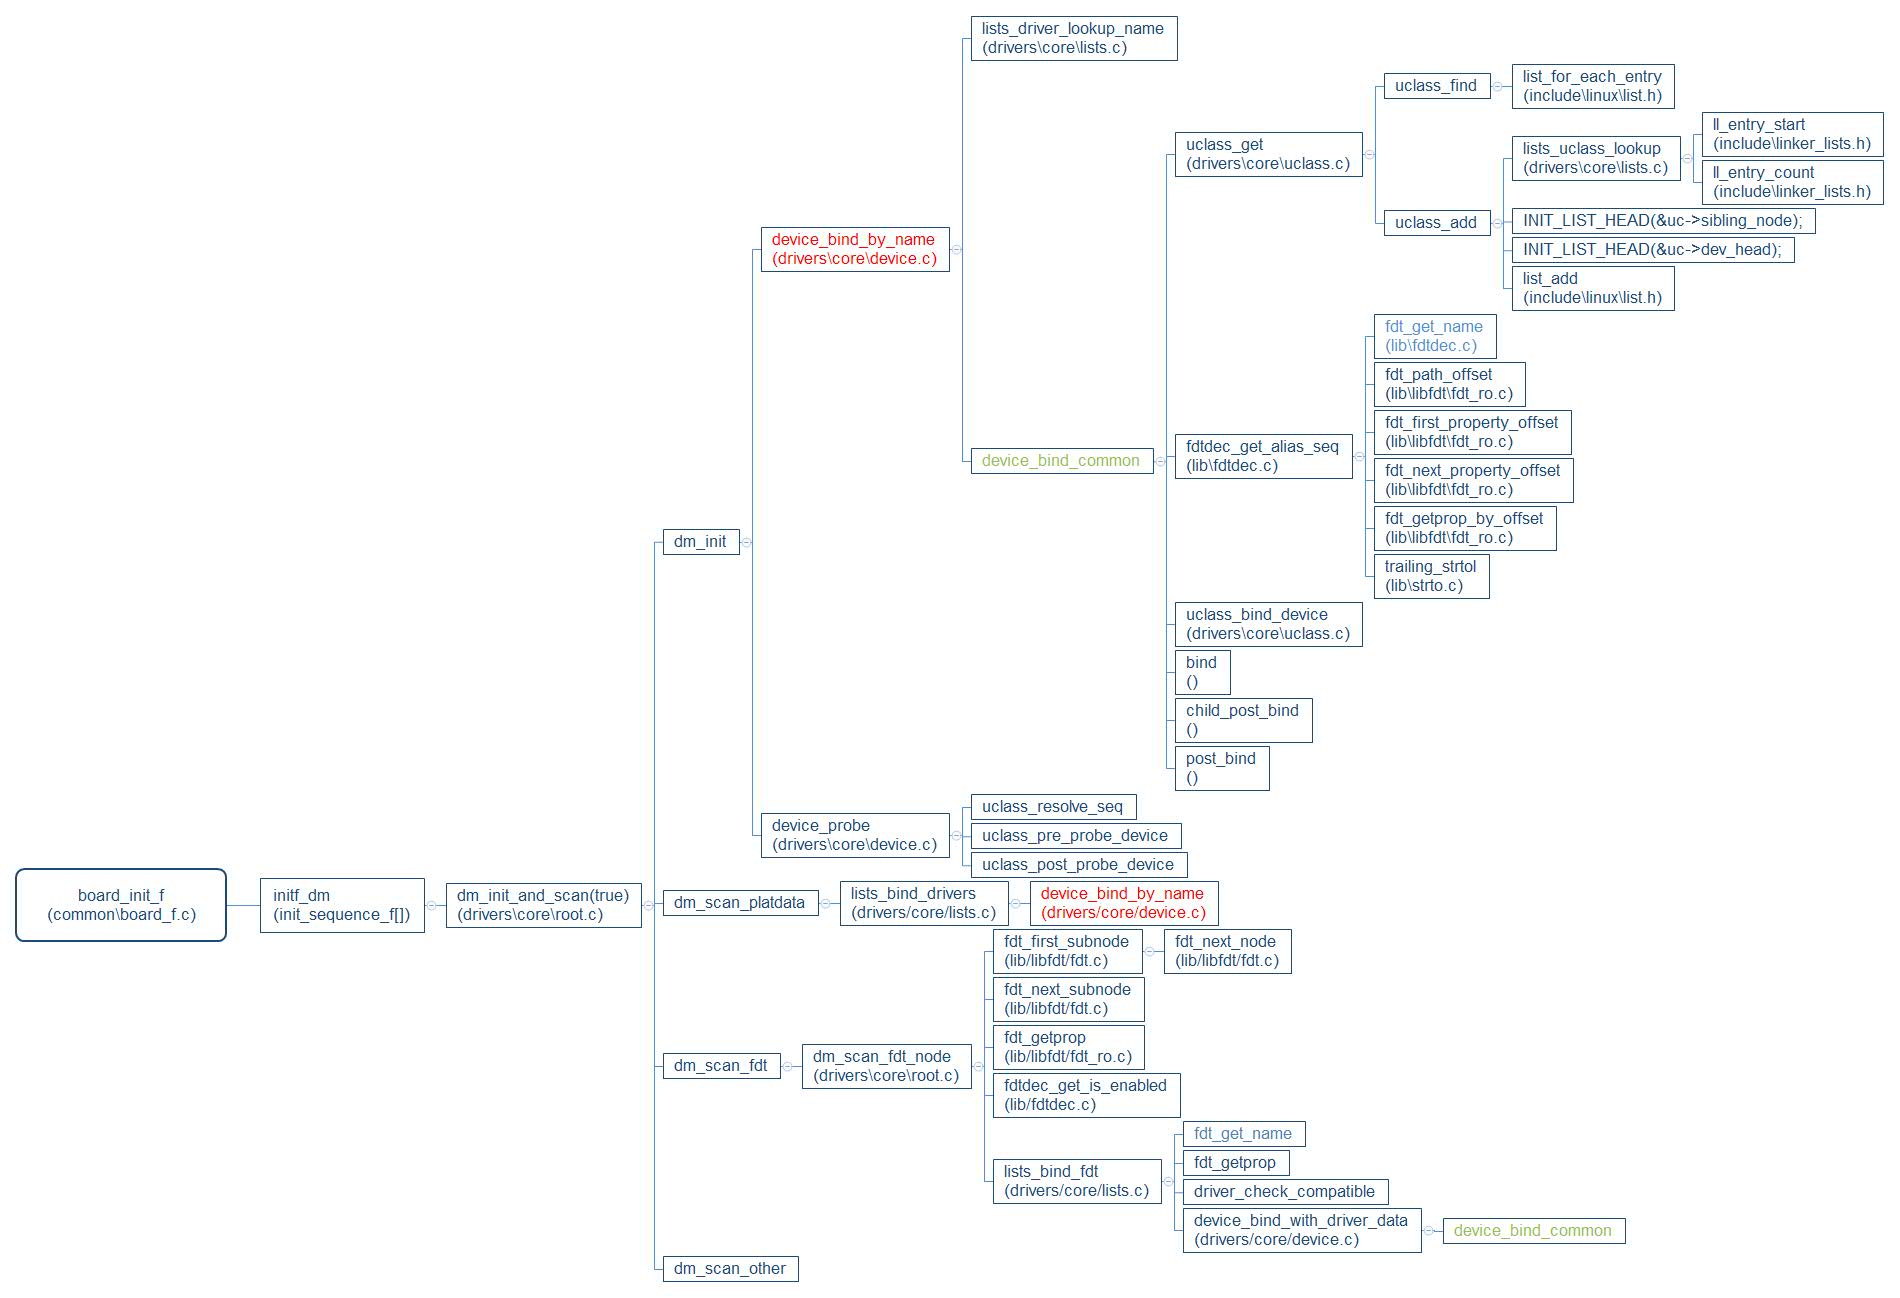 board_init_f
(common\board_f.c)
initf_dm
(init_sequence_f[])
dm_init_and_scan(true)
(drivers\core\root.c)
dm_init
device_bind_by_name
(drivers\core\device.c)
lists_driver_lookup_name
(drivers\core\lists.c)
device_bind_common
uclass_get
(drivers\core\uclass.c)
uclass_find
list_for_each_entry
(include\linux\list.h)
uclass_add
lists_uclass_lookup
(drivers\core\lists.c)
ll_entry_start
(include\linker_lists.h)
ll_entry_count
(include\linker_lists.h)
INIT_LIST_HEAD(&uc->sibling_node);
INIT_LIST_HEAD(&uc->dev_head);
list_add
(include\linux\list.h)
fdtdec_get_alias_seq
(lib\fdtdec.c)
fdt_get_name
(lib\fdtdec.c)
fdt_path_offset
(lib\libfdt\fdt_ro.c)
fdt_first_property_offset
(lib\libfdt\fdt_ro.c)
fdt_next_property_offset
(lib\libfdt\fdt_ro.c)
fdt_getprop_by_offset
(lib\libfdt\fdt_ro.c)
trailing_strtol
(lib\strto.c)
uclass_bind_device
(drivers\core\uclass.c)
bind
()
child_post_bind
()
post_bind
()
device_probe
(drivers\core\device.c)
uclass_resolve_seq
uclass_pre_probe_device
uclass_post_probe_device
dm_scan_platdata
lists_bind_drivers
(drivers/core/lists.c)
device_bind_by_name
(drivers/core/device.c)
dm_scan_fdt
dm_scan_fdt_node
(drivers\core\root.c)
fdt_first_subnode
(lib/libfdt/fdt.c)
fdt_next_node
(lib/libfdt/fdt.c)
fdt_next_subnode
(lib/libfdt/fdt.c)
fdt_getprop
(lib/libfdt/fdt_ro.c)
fdtdec_get_is_enabled
(lib/fdtdec.c)
lists_bind_fdt
(drivers/core/lists.c)
fdt_get_name
fdt_getprop
driver_check_compatible
device_bind_with_driver_data
(drivers/core/device.c)
device_bind_common
dm_scan_other